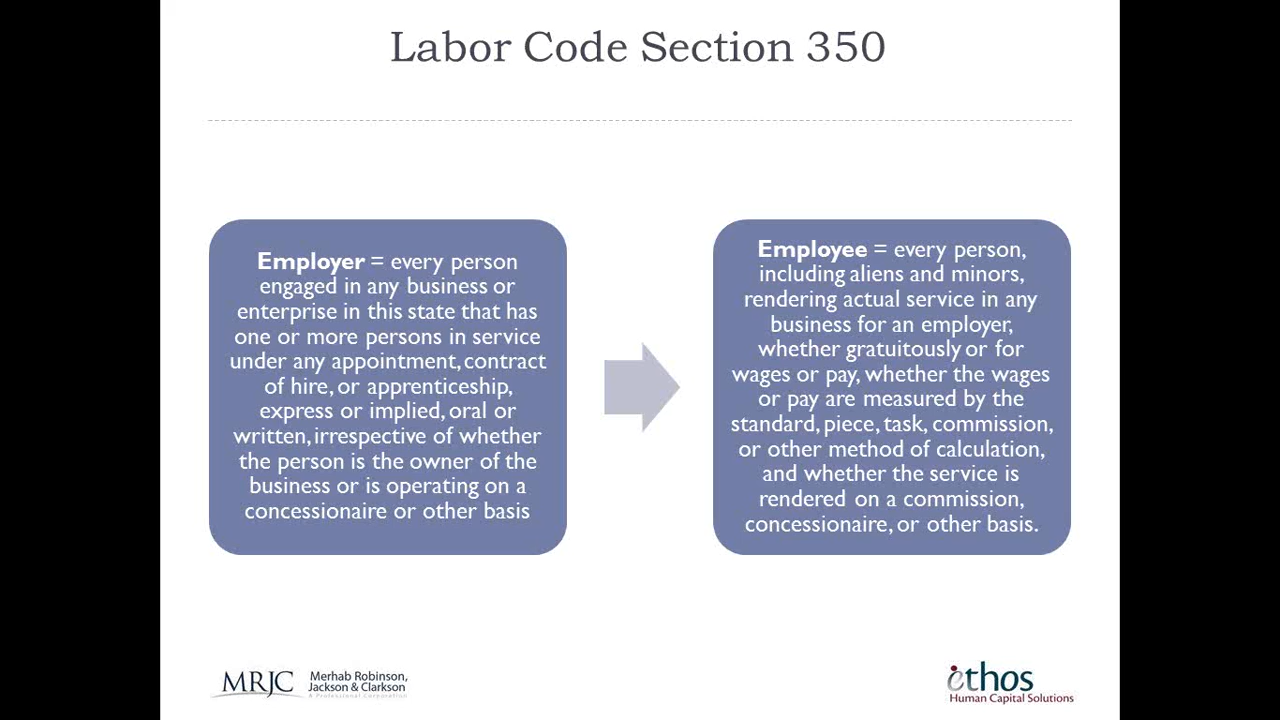 Labor Code Section 350
Employer = every person
engaged in any business or
enterprise in this state that has
one or more persons in service
under any appointment, contract
of hire, or apprenticeship,
express or implied, oral or
written, irrespective of whether
the person is the owner of the
business or is operating on a
concessionaire or other basis
Employee = every person,
including aliens and minors,
rendering actual service in any
business for an employer,
whether gratuitously or for
wages or pay, whether the wages
or pay are measured by the
standard, piece, task, commission,
or other method of calculation,
and whether the service is
rendered on a commission,
concessionaire, or other basis.
MRJC
Merhab Robinson,
Jackson & Clarkson
A Professional Corporation
ethos
Human Capital Solutions